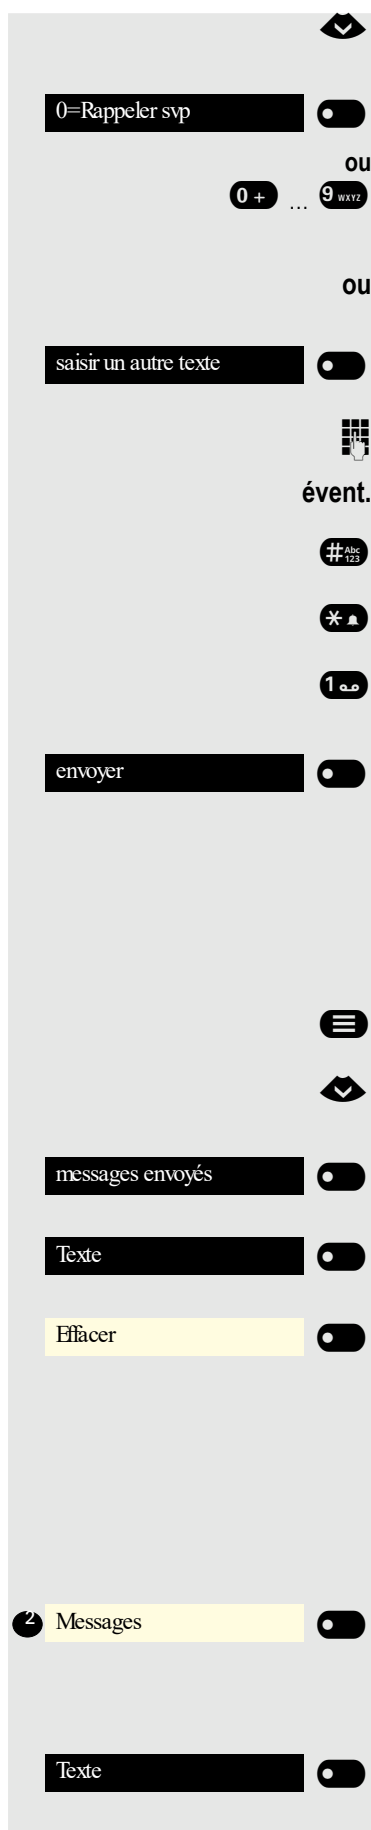 0=Rappeler svp
ou
0 + ... 9 WXYZ
ou
saisir un autre texte
évent.
# Abc 123
*
1
envoyer
messages envoyés
Texte
Effacer
2 Messages
Texte